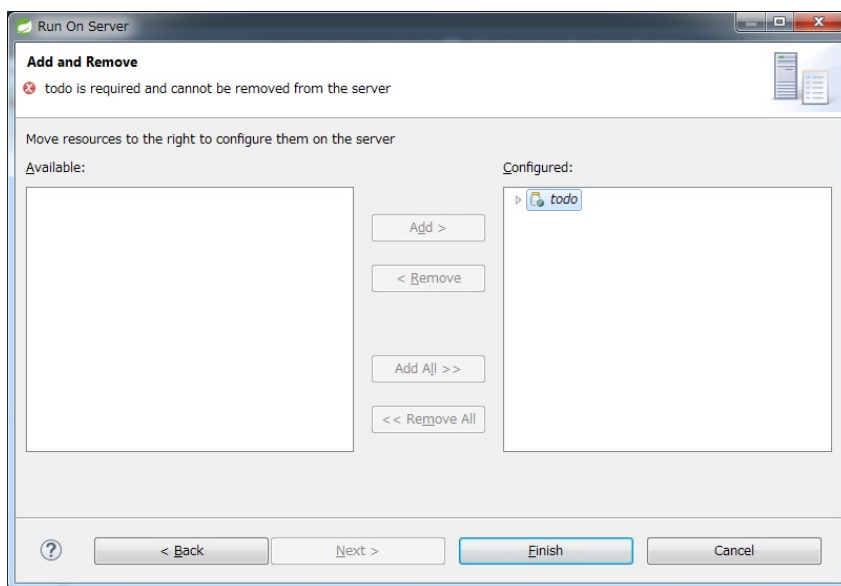 Run On Server
Add and Remove
todo is required and cannot be removed from the server
Move resources to the right to configure them on the server
Available:
Configured:
todo
Add >
< Remove
Add All >>
<< Remove All
< Back
Next >
Finish
Cancel